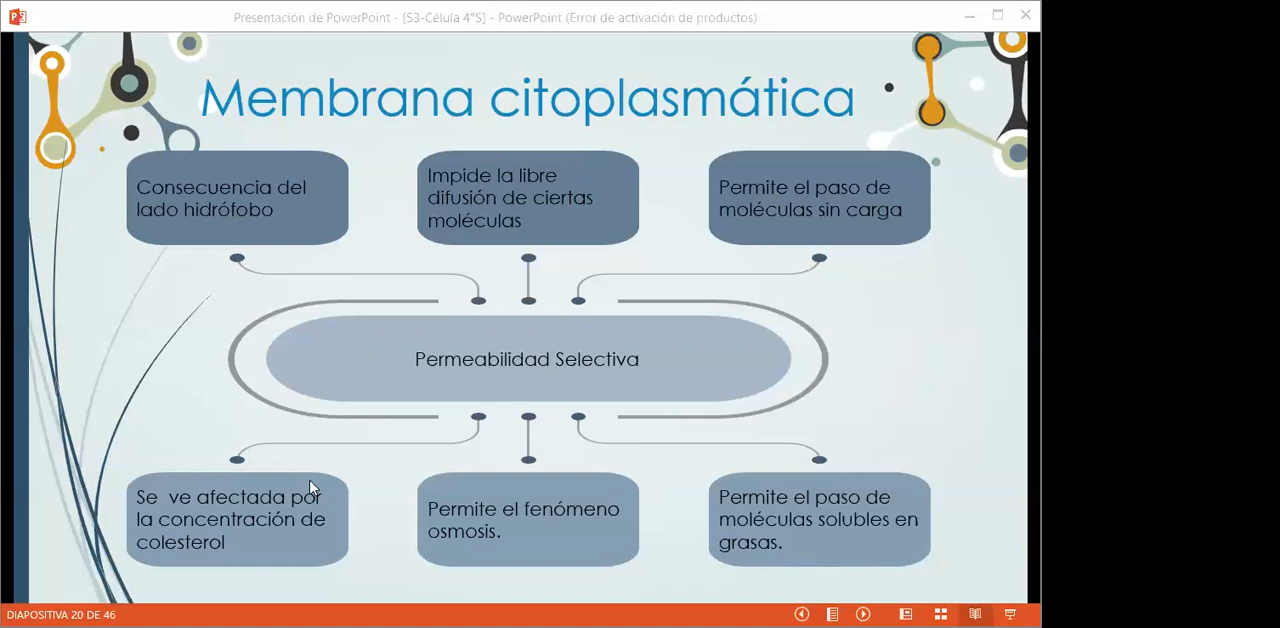 Presentación de PowerPoint - [S3-Célula 4°S] - PowerPoint (Error de activación de productos)
Membrana citoplasmática
Consecuencia del
lado hidrófobo
Impide la libre
difusión de ciertas
moléculas
Permite el paso de
moléculas sin carga
Permeabilidad Selectiva
Se  ve afectada por
la concentración de
colesterol
Permite el fenómeno
osmosis.
Permite el paso de
moléculas solubles en
grasas.
DIAPOSITIVA 20 DE 46